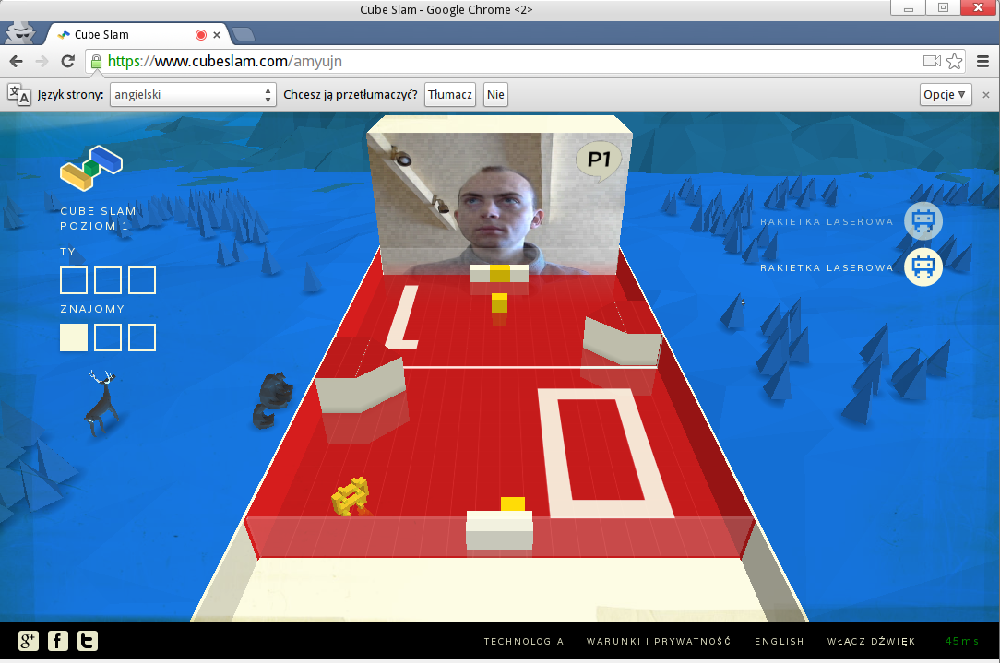 Cube Slam - Google Chrome <2>
Cube Slam
https://www.cubeslam.com/amyujn
Język strony: angielski Chcesz ją przetłumaczyć? Tłumacz Nie Opcje
P1
CUBE SLAM
POZIOM 1
TY
ZNAJOMY
RAKIETKA LASEROWA
RAKIETKA LASEROWA
1
0
TECHNOLOGIA WARUNKI I PRYWATNOŚĆ ENGLISH WŁĄCZ DŹWIĘK 45ms